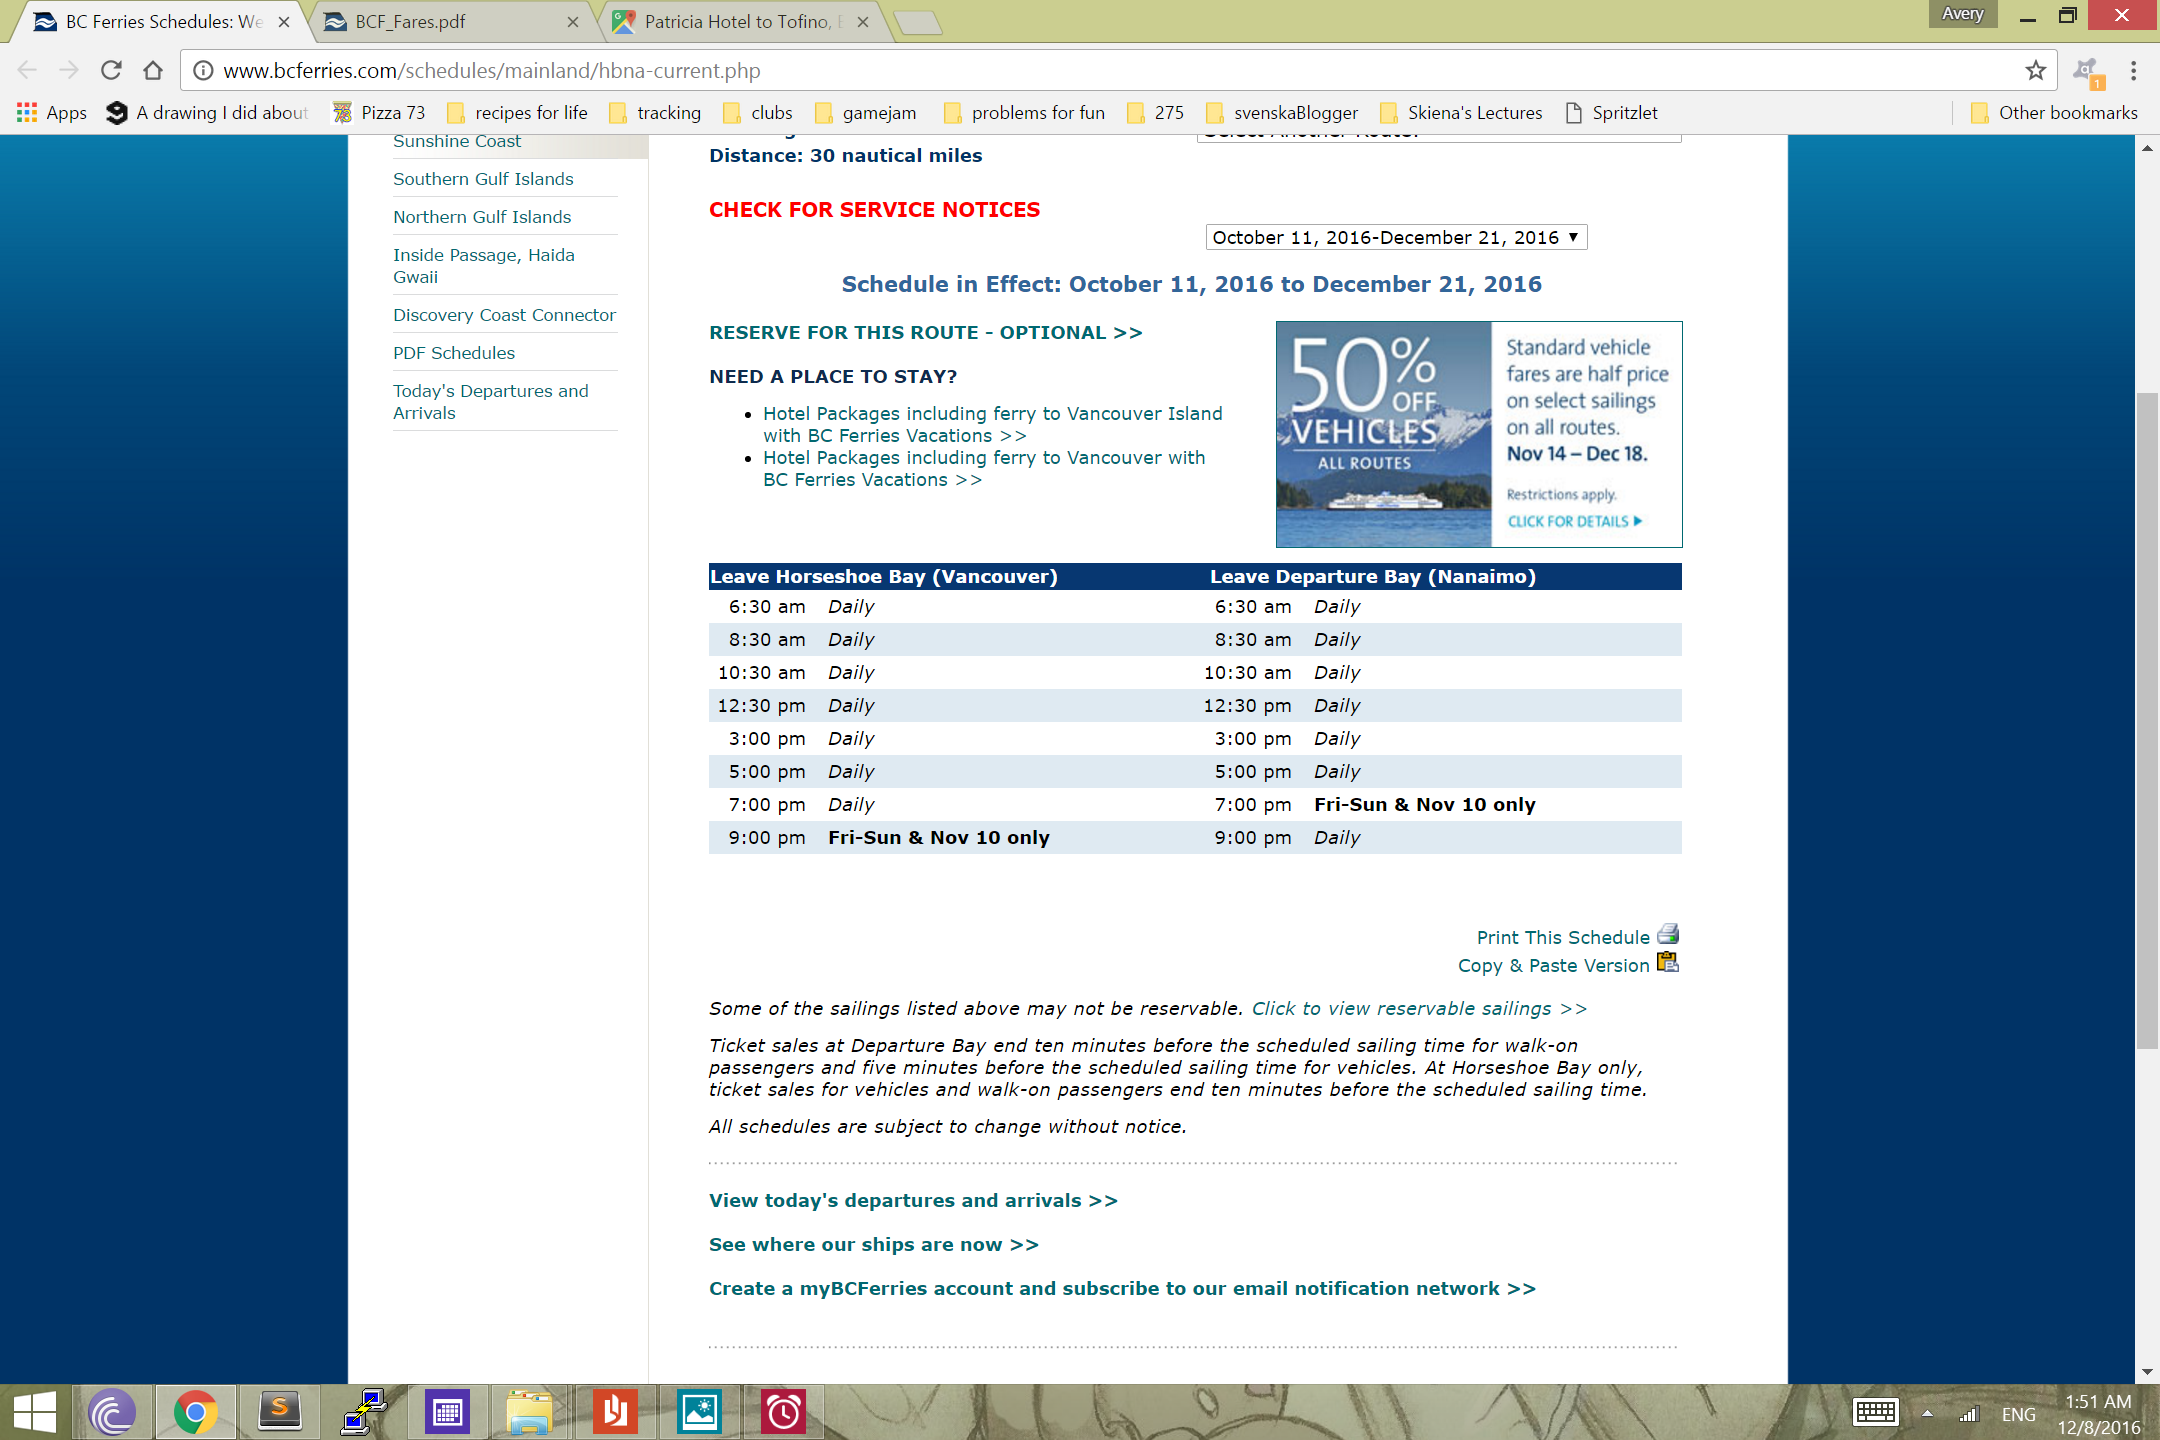 BC Ferries Schedules: We
BCF_Fares.pdf
Patricia Hotel to Tofino,
Avery
www.bcferries.com/schedules/mainland/hbna-current.php
Apps
A drawing I did about
Pizza 73
recipes for life
tracking
clubs
gamejam
problems for fun
275
svenskaBlogger
Skiena's Lectures
Spritzlet
Other bookmarks
Sunshine Coast
Southern Gulf Islands
Northern Gulf Islands
Inside Passage, Haida
Gwaii
Discovery Coast Connector
PDF Schedules
Today's Departures and
Arrivals
Select Another Route:
Distance: 30 nautical miles
CHECK FOR SERVICE NOTICES
October 11, 2016-December 21, 2016
Schedule in Effect: October 11, 2016 to December 21, 2016
RESERVE FOR THIS ROUTE - OPTIONAL >>
NEED A PLACE TO STAY?
Hotel Packages including ferry to Vancouver Island
with BC Ferries Vacations >>
Hotel Packages including ferry to Vancouver with
BC Ferries Vacations >>
50%
OFF
VEHICLES
ALL ROUTES
Standard vehicle
fares are half price
on select sailings
on all routes.
Nov 14 – Dec 18.
Restrictions apply.
CLICK FOR DETAILS
Leave Horseshoe Bay (Vancouver) Leave Departure Bay (Nanaimo)
6:30 am Daily 6:30 am Daily
8:30 am Daily 8:30 am Daily
10:30 am Daily 10:30 am Daily
12:30 pm Daily 12:30 pm Daily
3:00 pm Daily 3:00 pm Daily
5:00 pm Daily 5:00 pm Daily
7:00 pm Daily 7:00 pm Fri-Sun & Nov 10 only
9:00 pm Fri-Sun & Nov 10 only 9:00 pm Daily
Print This Schedule
Copy & Paste Version
Some of the sailings listed above may not be reservable. Click to view reservable sailings >>
Ticket sales at Departure Bay end ten minutes before the scheduled sailing time for walk-on
passengers and five minutes before the scheduled sailing time for vehicles. At Horseshoe Bay only,
ticket sales for vehicles and walk-on passengers end ten minutes before the scheduled sailing time.
All schedules are subject to change without notice.
View today's departures and arrivals >>
See where our ships are now >>
Create a myBCFerries account and subscribe to our email notification network >>
ENG
1:51 AM
12/8/2016